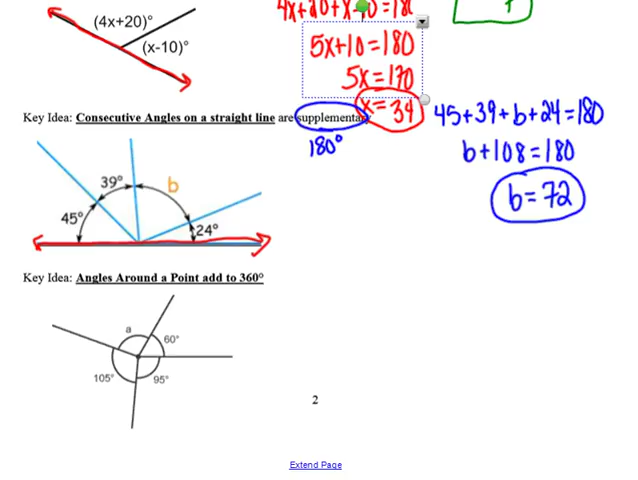 (4x+20)°
(x-10)°
4x+20+x-10=180
5x+10=180
5x=170
x=34
Key Idea: Consecutive Angles on a straight line are supplementary
180°
45+39+b+24=180
b+108=180
b=72
39°
b
45°
24°
Key Idea: Angles Around a Point add to 360°
a
60°
105°
95°
2
Extend Page